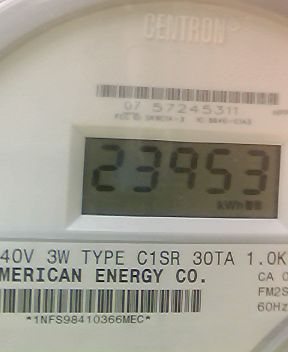 CENTRON
07 57245311
23953
kWh
40V 3W TYPE C1SR 30TA 1.0K
MERICAN ENERGY CO.
CA 0
FM2S
60Hz
*1NFS98410366MEC*